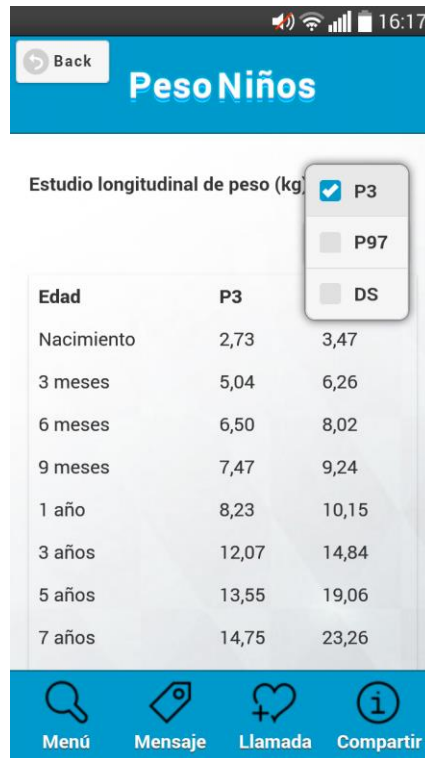 16:17
Back
Peso Niños
Estudio longitudinal de peso (kg)
P3
P97
DS
Edad P3
Nacimiento 2,73 3,47
3 meses 5,04 6,26
6 meses 6,50 8,02
9 meses 7,47 9,24
1 año 8,23 10,15
3 años 12,07 14,84
5 años 13,55 19,06
7 años 14,75 23,26
Menú Mensaje Llamada Compartir